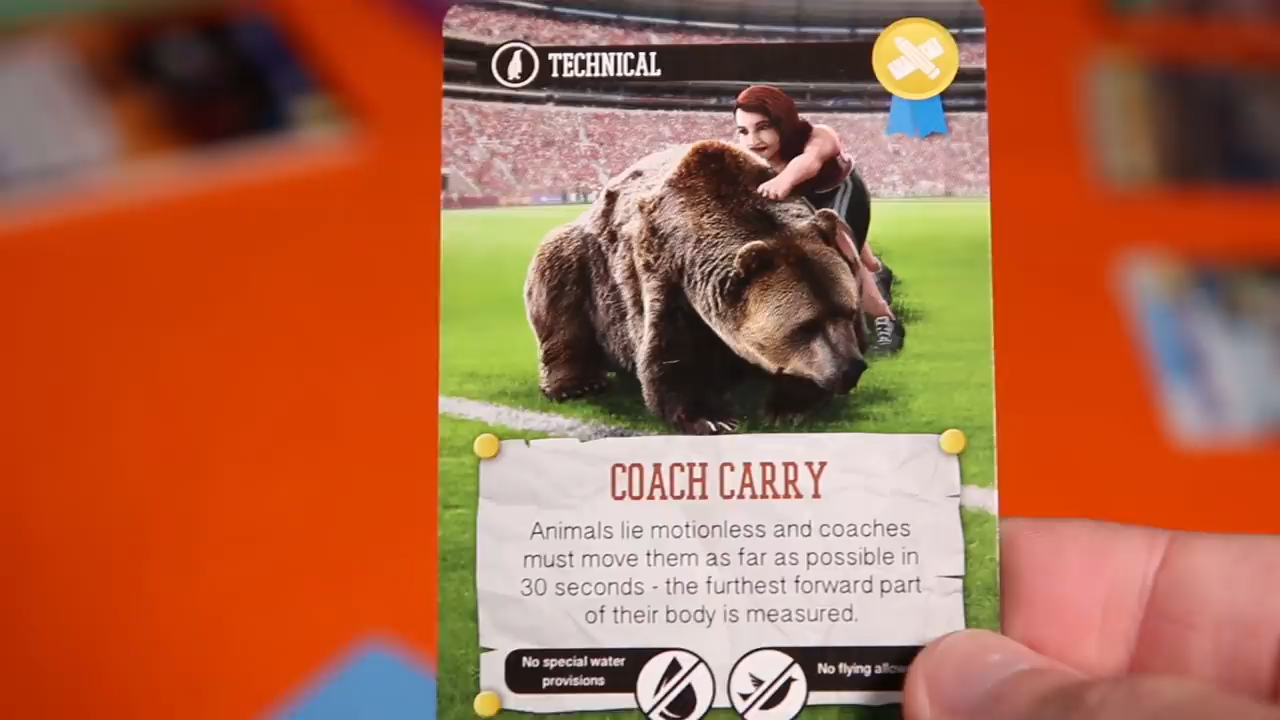 TECHNICAL
COACH CARRY
Animals lie motionless and coaches
must move them as far as possible in
30 seconds - the furthest forward part
of their body is measured.
No special water
provisions
No flying